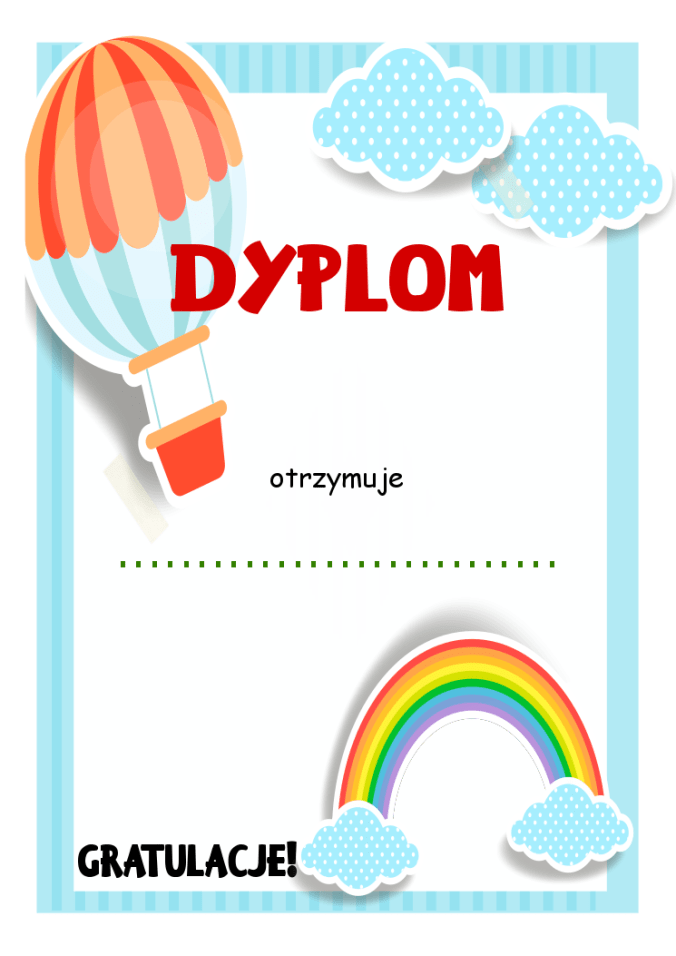 DYPLOM
otrzymuje
............................
GRATULACJE!